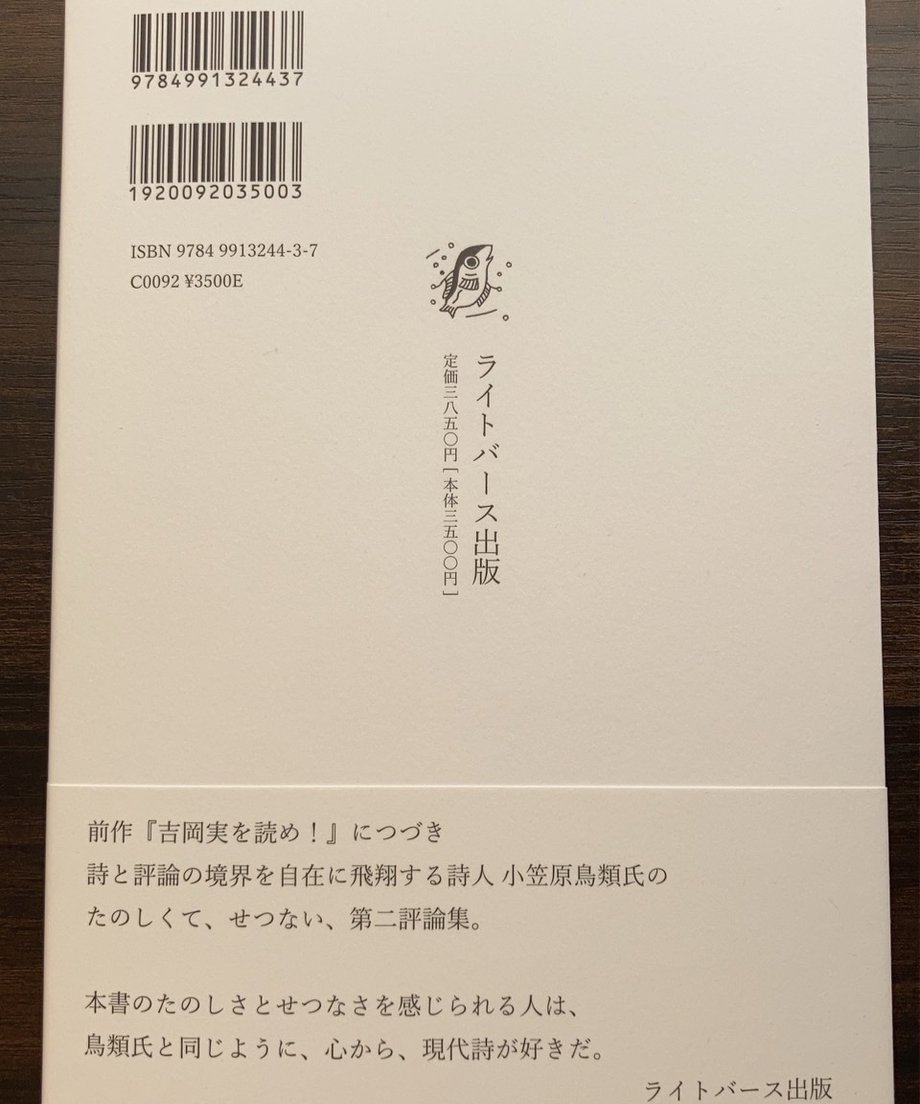 9784991324437
1920092035003
ISBN 9784 9913244-3-7
C0092 ¥3500E
ライトバース出版
定価三八五〇円［本体三五〇〇円］
前作『吉岡実を読め！』につづき
詩と評論の境界を自在に飛翔する詩人 小笠原鳥類氏の
たのしくて、せつない、第二評論集。
本書のたのしさとせつなさを感じられる人は、
鳥類氏と同じように、心から、現代詩が好きだ。
ライトバース出版